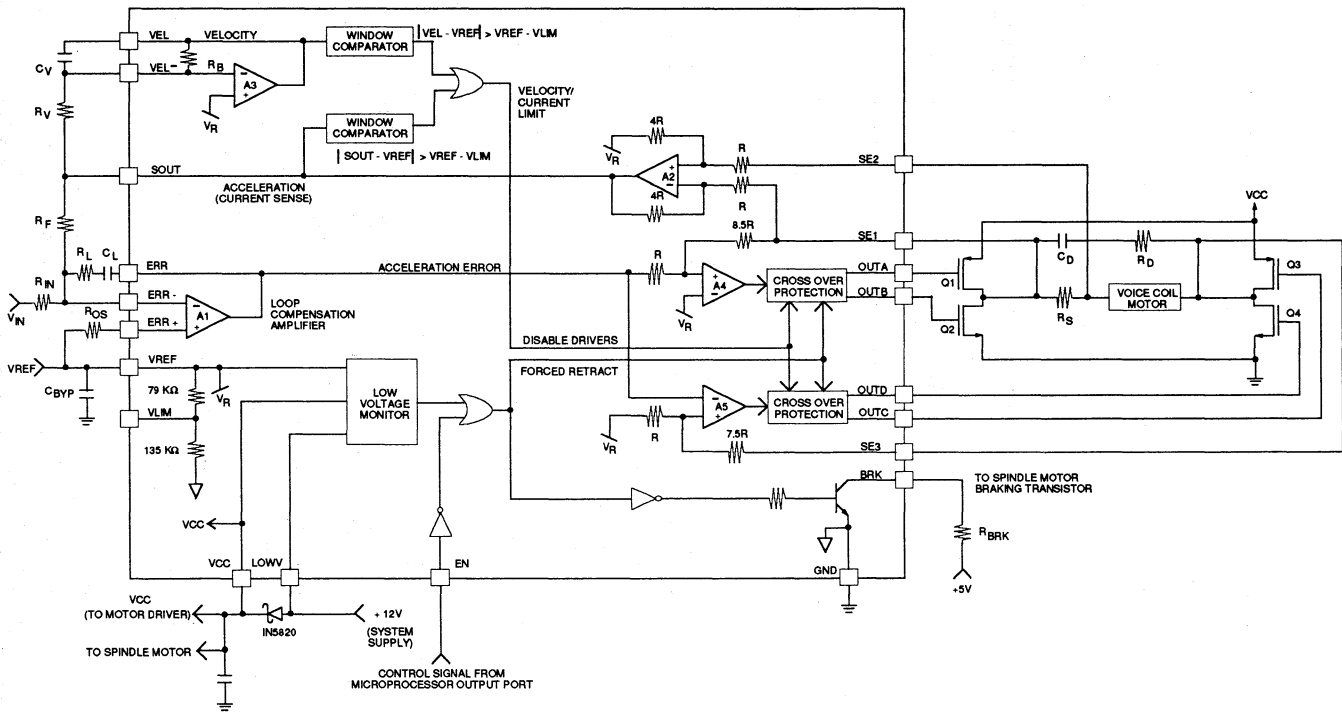 VEL
VELOCITY
WINDOW
COMPARATOR
|VEL - VREF| > VREF - VLIM
CV
VEL-
RB
A3
-
+
VR
RV
VELOCITY/
CURRENT
LIMIT
WINDOW
COMPARATOR
|SOUT - VREF| > VREF - VLIM
4R
VR
R
SE2
SOUT
ACCELERATION
(CURRENT SENSE)
A2
+
-
4R
R
VCC
RF
8.5R
SE1
RL
CL
ERR
ACCELERATION ERROR
R
CD
RD
RIN
ERR -
A4
+
-
CROSS OVER
PROTECTION
OUTA
OUTB
Q1
Q3
VIN
ROS
ERR +
A1
-
+
LOOP
COMPENSATION
AMPLIFIER
VR
RS
VOICE COIL
MOTOR
Q2
Q4
DISABLE DRIVERS
VREF
VREF
FORCED RETRACT
CBYP
79 KΩ
VR
LOW
VOLTAGE
MONITOR
VLIM
A5
-
+
CROSS OVER
PROTECTION
OUTD
OUTC
135 KΩ
VR
R
7.5R
SE3
BRK
TO SPINDLE MOTOR
BRAKING TRANSISTOR
VCC
RBRK
VCC
LOWV
EN
GND
+5V
VCC
(TO MOTOR DRIVER)
IN5820
+ 12V
(SYSTEM
SUPPLY)
TO SPINDLE MOTOR
CONTROL SIGNAL FROM
MICROPROCESSOR OUTPUT PORT